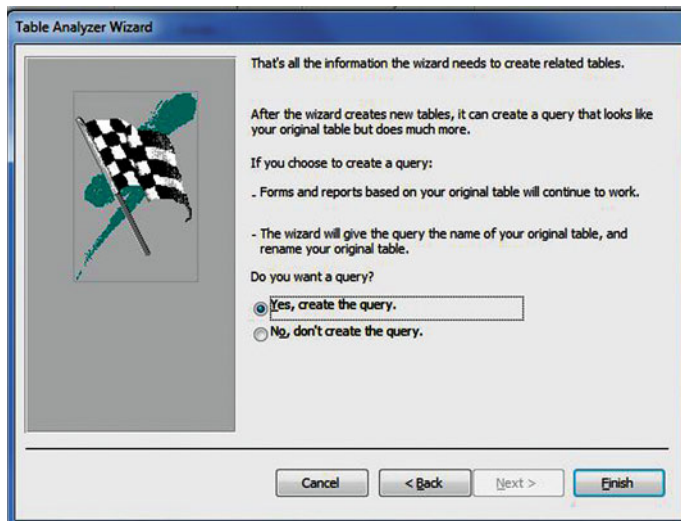 Table Analyzer Wizard
That's all the information the wizard needs to create related tables.
After the wizard creates new tables, it can create a query that looks like
your original table but does much more.
If you choose to create a query:
- Forms and reports based on your original table will continue to work.
- The wizard will give the query the name of your original table, and
rename your original table.
Do you want a query?
Yes, create the query.
No, don't create the query.
Cancel
< Back
Next >
Finish